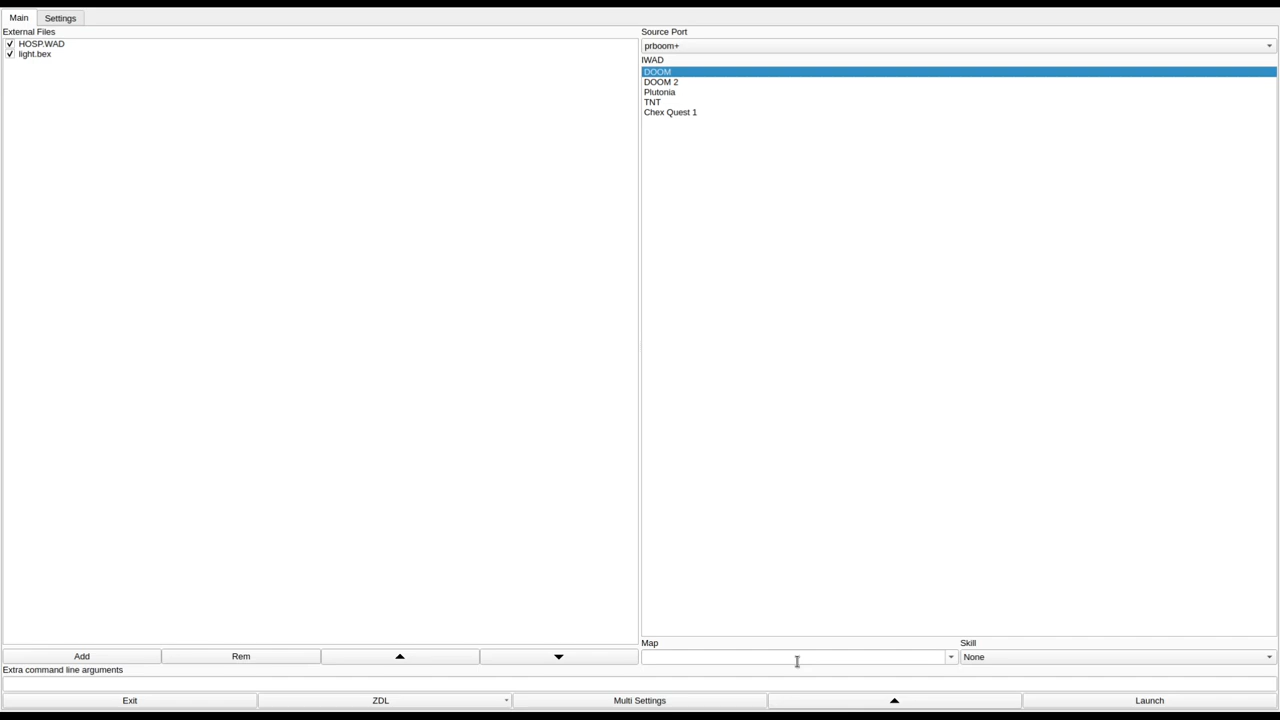 Main Settings
External Files
HOSP.WAD
light.bex
Source Port
prboom+
IWAD
DOOM
DOOM 2
Plutonia
TNT
Chex Quest 1
Map Skill
None
Add Rem
Extra command line arguments
Exit ZDL Multi Settings Launch